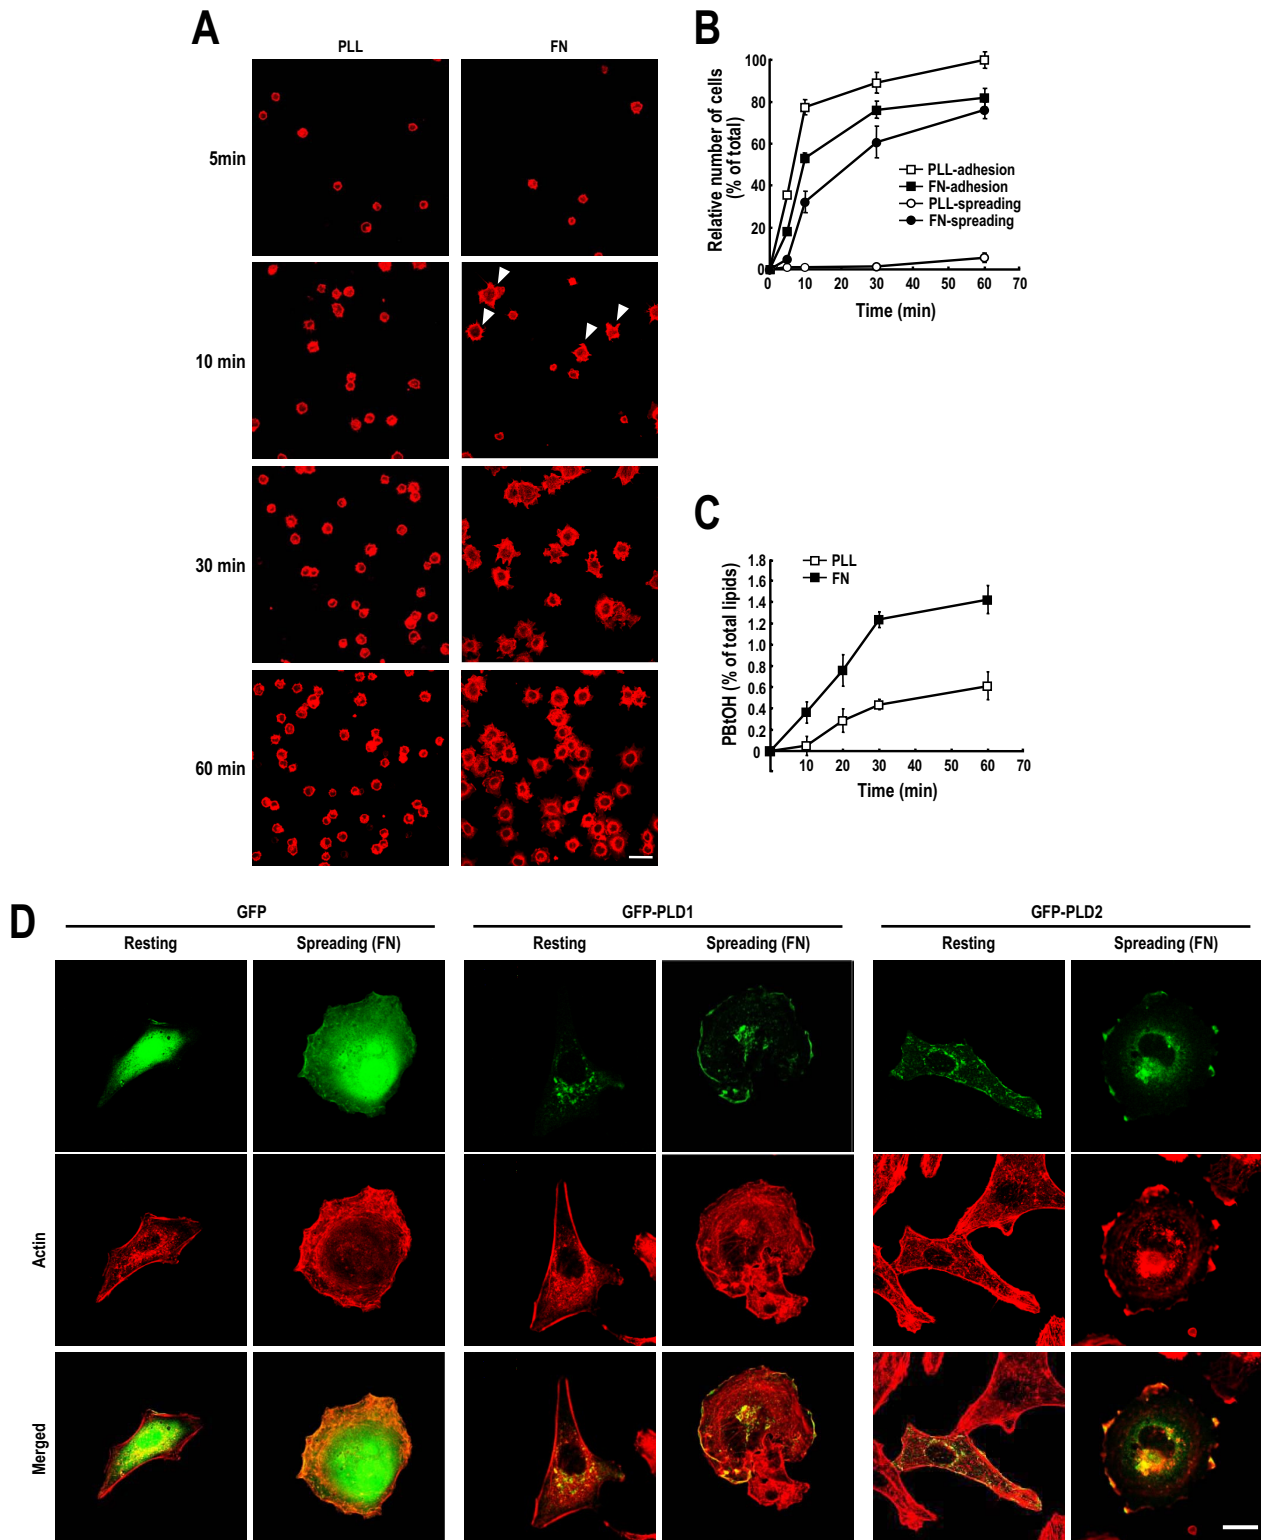 A
PLL
FN
5min
10 min
30 min
60 min
B
Relative number of cells
(% of total)
100
80
60
40
20
0
0 10 20 30 40 50 60 70
Time (min)
PLL-adhesion
FN-adhesion
PLL-spreading
FN-spreading
C
PBtOH (% of total lipids)
1.8
1.6
1.4
1.2
1
0.8
0.6
0.4
0.2
0
10 20 30 40 50 60 70
Time (min)
PLL
FN
D
GFP
GFP-PLD1
GFP-PLD2
Resting
Spreading (FN)
Resting
Spreading (FN)
Resting
Spreading (FN)
Actin
Merged